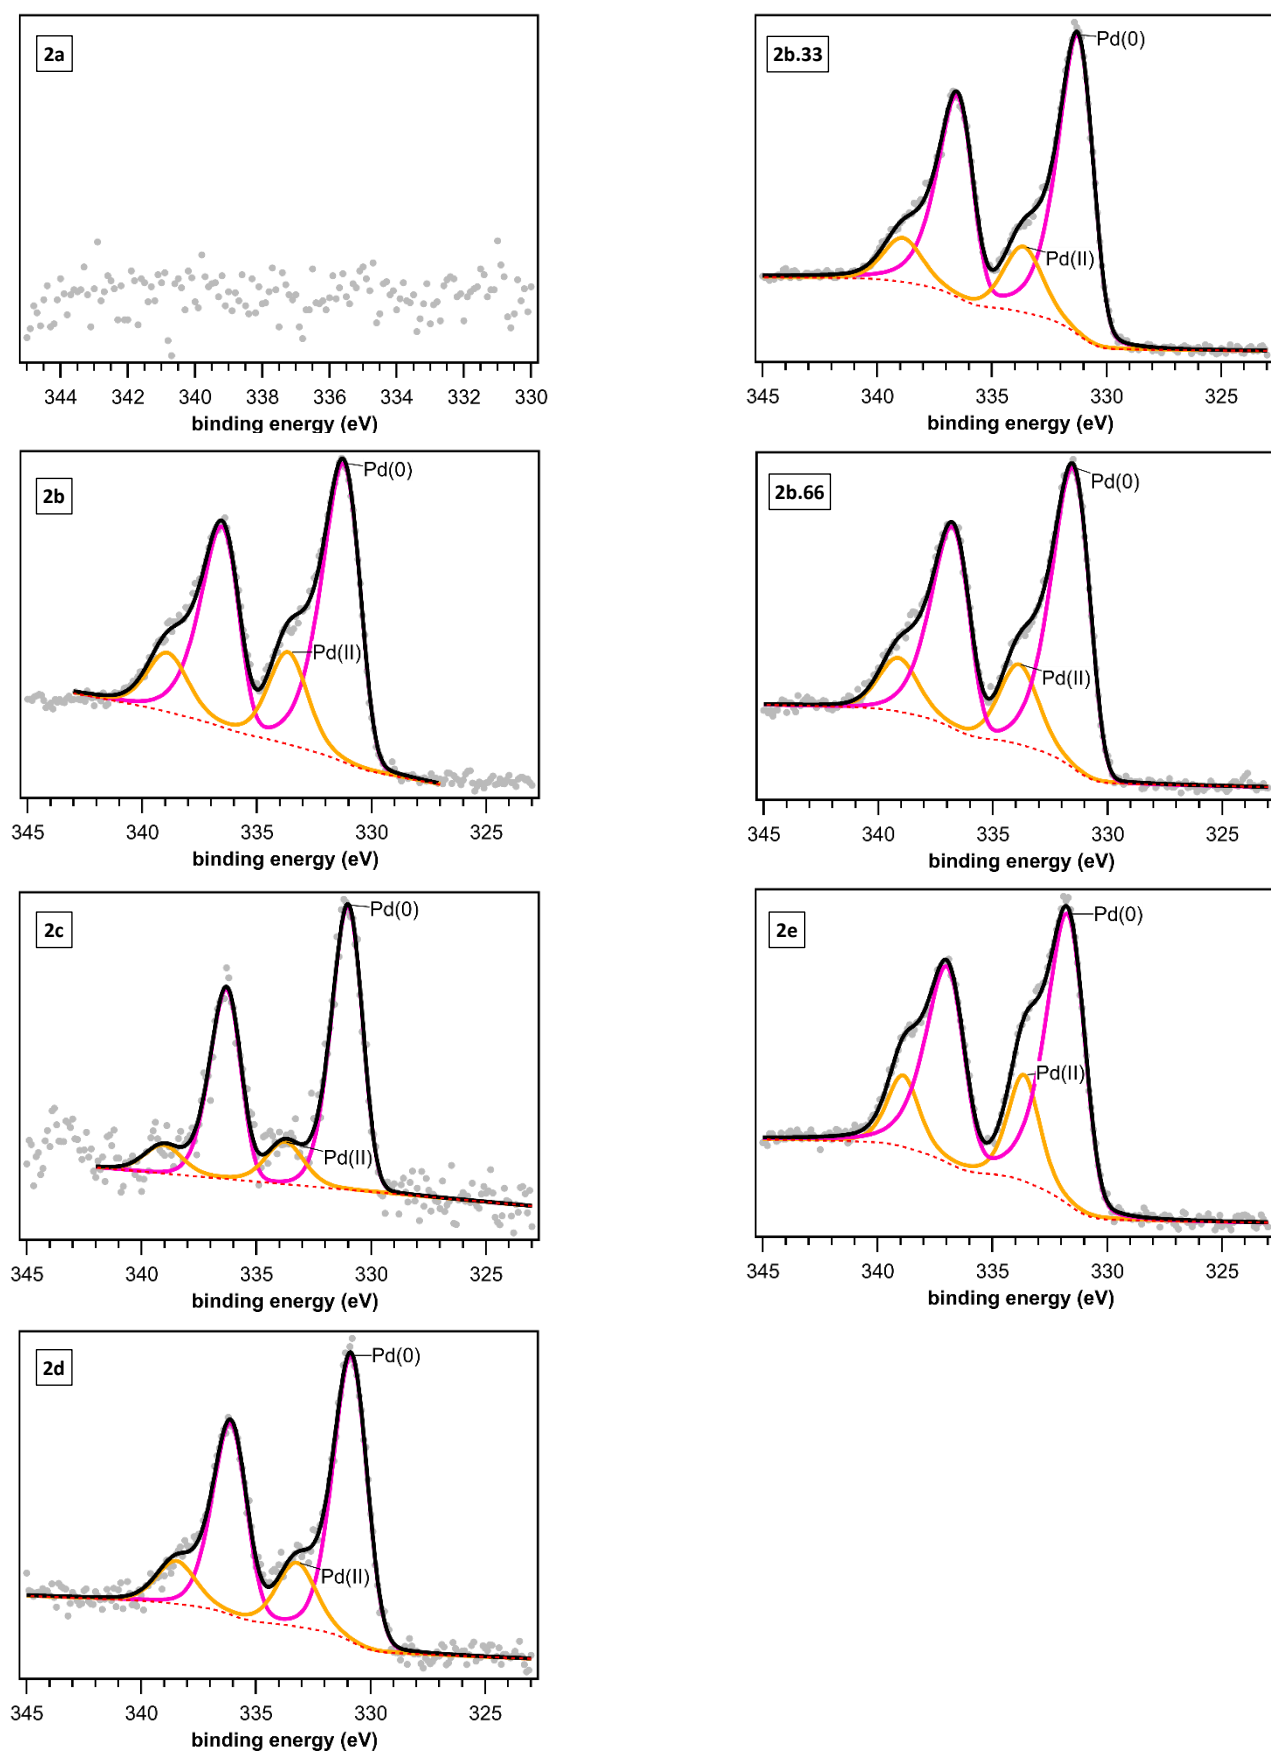 2a
344 342 340 338 337 336 334 332 330
binding energy (eV)
2b.33
Pd(0)
Pd(II)
345 340 335 330 325
binding energy (eV)
2b
Pd(0)
Pd(II)
345 340 335 330 325
binding energy (eV)
2b.66
Pd(0)
Pd(II)
345 340 335 330 325
binding energy (eV)
2c
Pd(0)
Pd(II)
345 340 335 330 325
binding energy (eV)
2e
Pd(0)
Pd(II)
345 340 335 330 325
binding energy (eV)
2d
Pd(0)
Pd(II)
345 340 335 330 325
binding energy (eV)